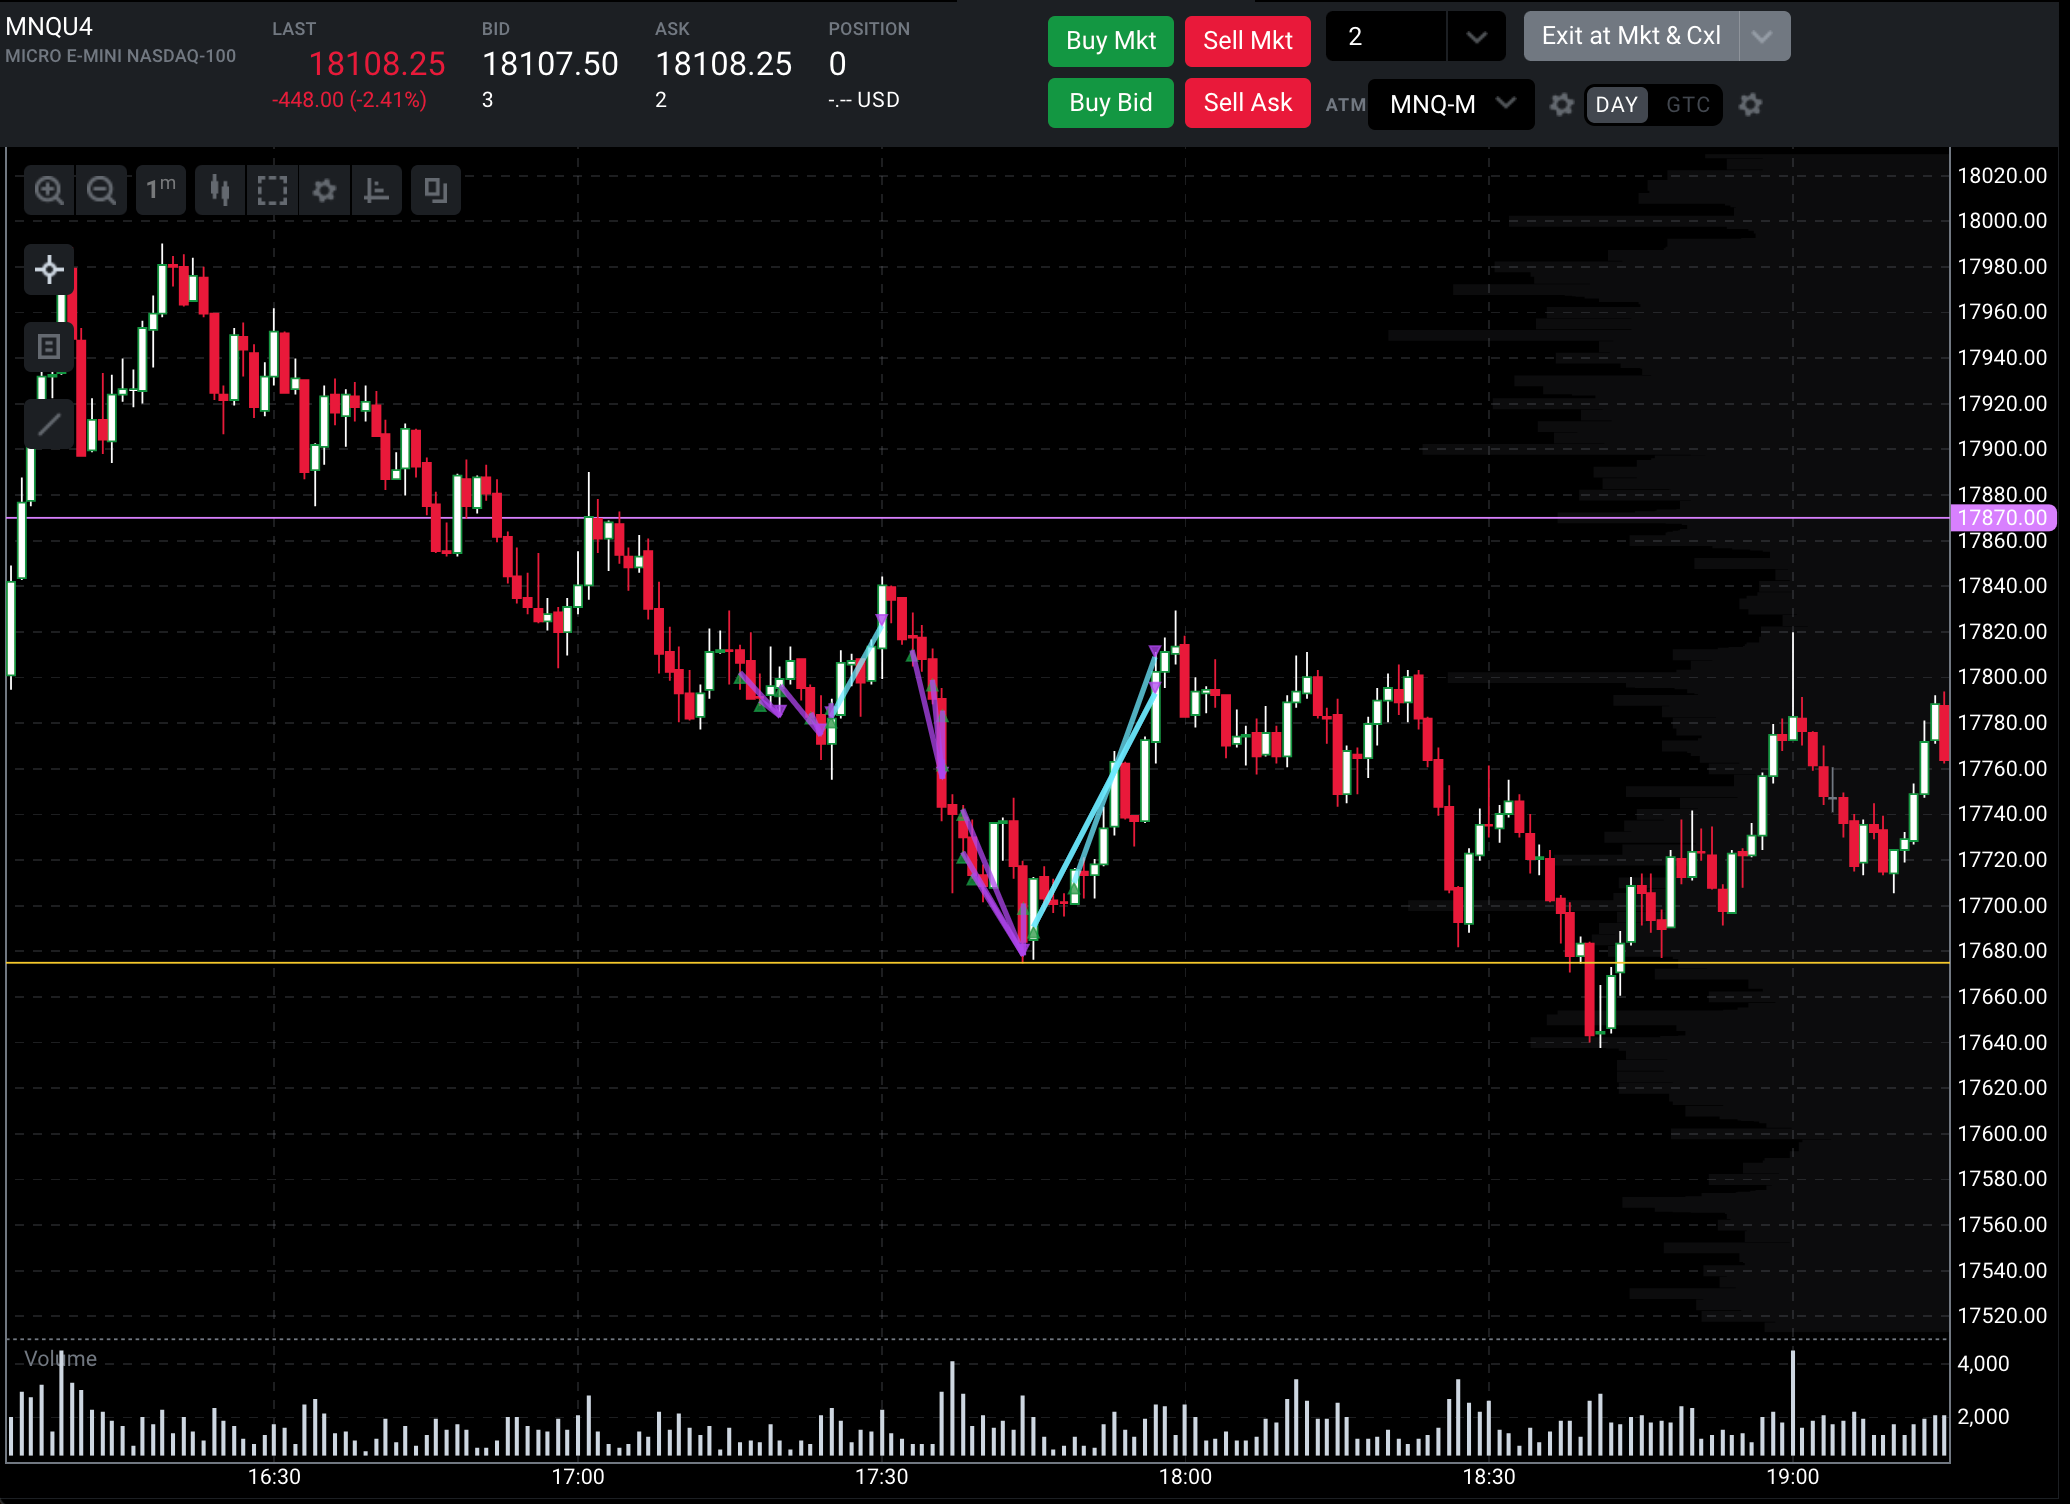 MNQU4
MICRO E-MINI NASDAQ-100
LAST
18108.25
-448.00 (-2.41%)
BID
18107.50
3
ASK
18108.25
2
POSITION
0
-.-- USD
Buy Mkt
Sell Mkt
2
Exit at Mkt & Cxl
Buy Bid
Sell Ask
ATM
MNQ-M
DAY
GTC
1m
18020.00
18000.00
17980.00
17960.00
17940.00
17920.00
17900.00
17880.00
17870.00
17860.00
17840.00
17820.00
17800.00
17780.00
17760.00
17740.00
17720.00
17700.00
17680.00
17660.00
17640.00
17620.00
17600.00
17580.00
17560.00
17540.00
17520.00
Volume
4,000
2,000
16:30
17:00
17:30
18:00
18:30
19:00